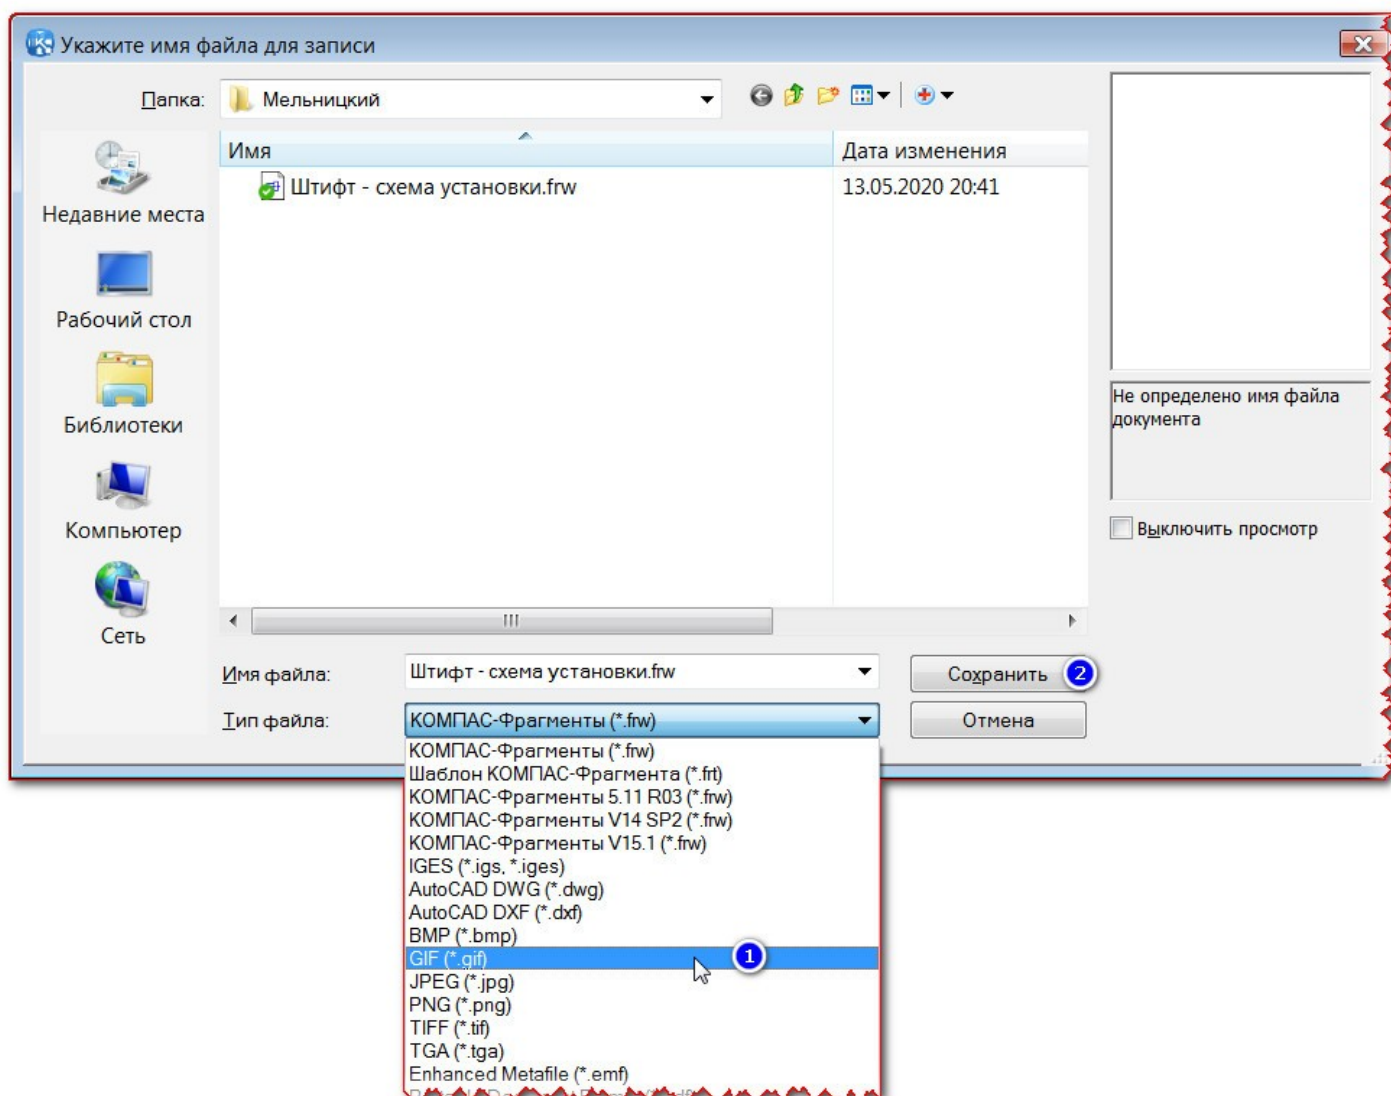 Укажите имя файла для записи
Папка: Мельницкий
Имя Дата изменения
Штифт - схема установки.frw 13.05.2020 20:41
Недавние места
Рабочий стол
Библиотеки
Компьютер
Сеть
Не определено имя файла
документа
Выключить просмотр
Имя файла: Штифт - схема установки.frw Сохранить 2
Тип файла: КОМПАС-Фрагменты (*.frw) Отмена
КОМПАС-Фрагменты (*.frw)
Шаблон КОМПАС-Фрагмента (*.frt)
КОМПАС-Фрагменты 5.11 R03 (*.frw)
КОМПАС-Фрагменты V14 SP2 (*.frw)
КОМПАС-Фрагменты V15.1 (*.frw)
IGES (*.igs, *.iges)
AutoCAD DWG (*.dwg)
AutoCAD DXF (*.dxf)
BMP (*.bmp)
GIF (*.gif) 1
JPEG (*.jpg)
PNG (*.png)
TIFF (*.tif)
TGA (*.tga)
Enhanced Metafile (*.emf)